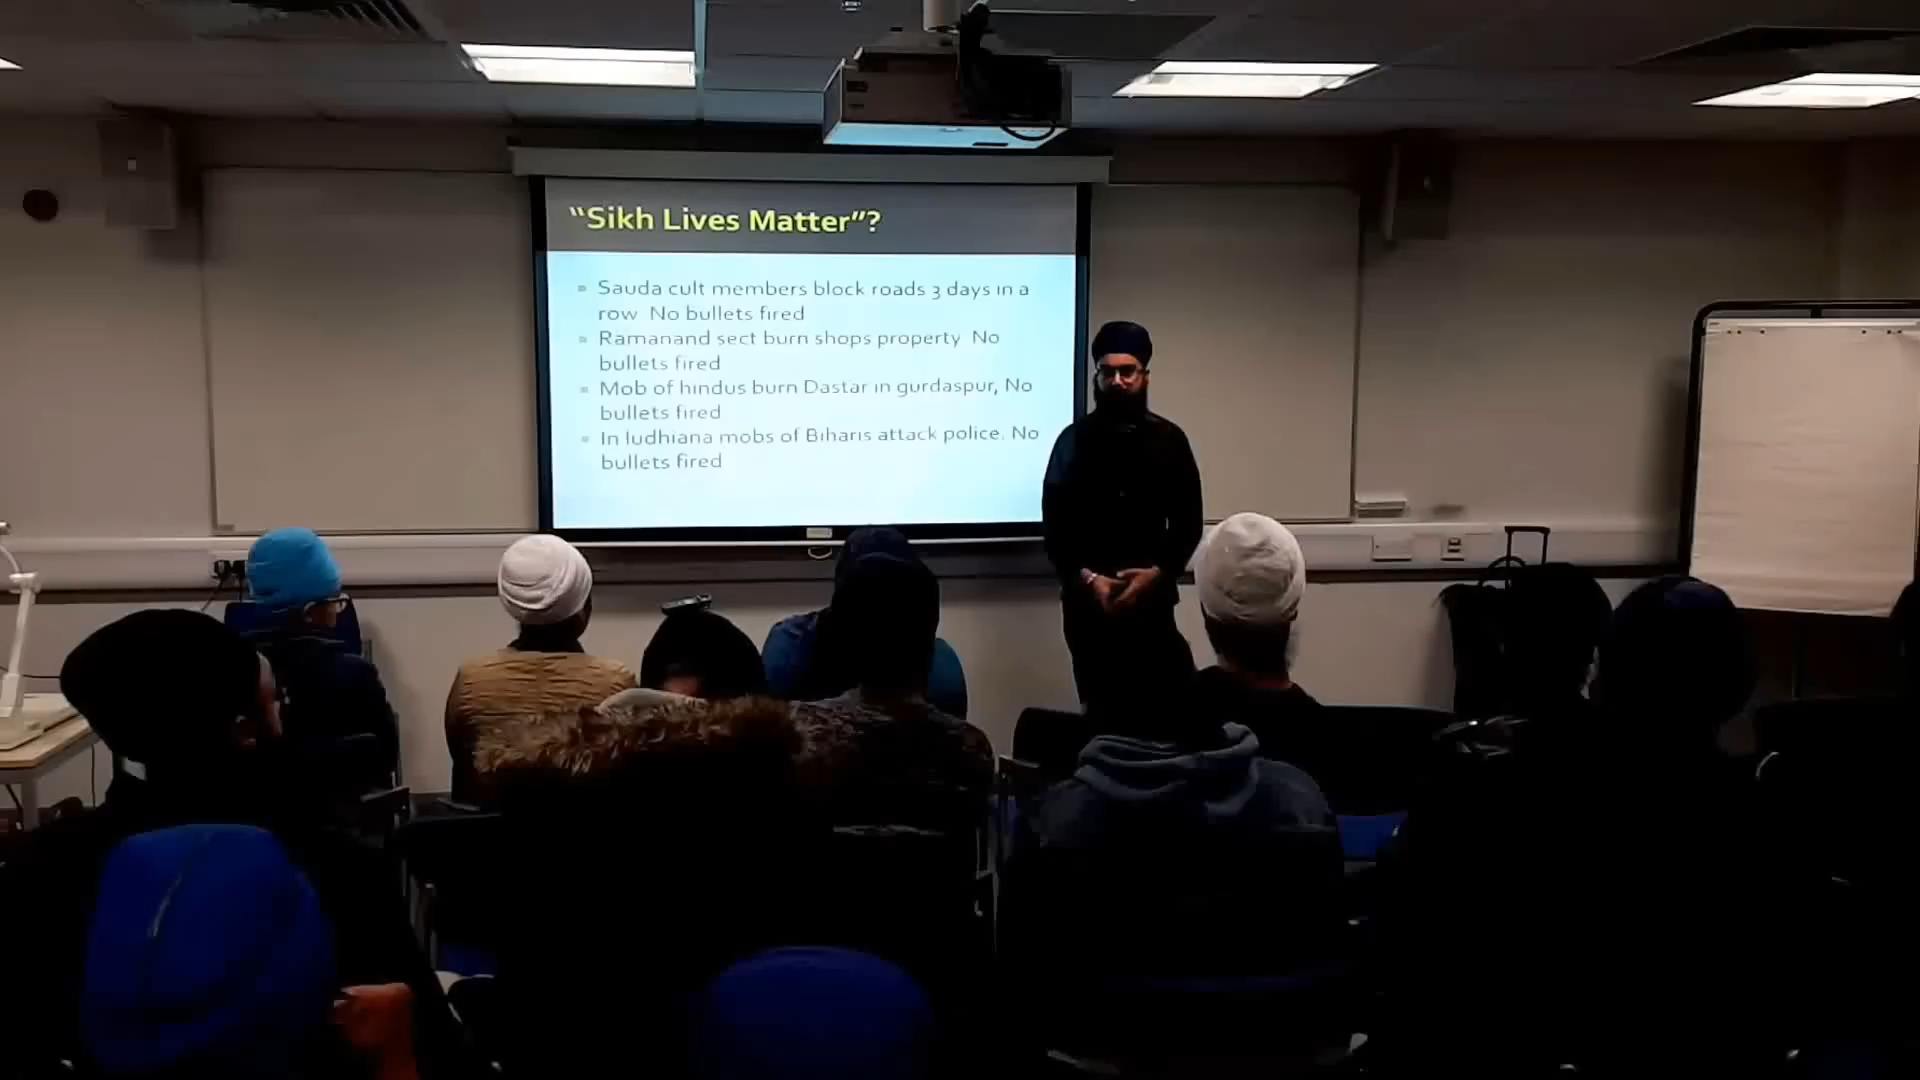 “Sikh Lives Matter”?
Sauda cult members block roads 3 days in a
row No bullets fired
Ramanand sect burn shops property No
bullets fired
Mob of hindus burn Dastar in gurdaspur, No
bullets fired
In ludhiana mobs of Biharis attack police. No
bullets fired